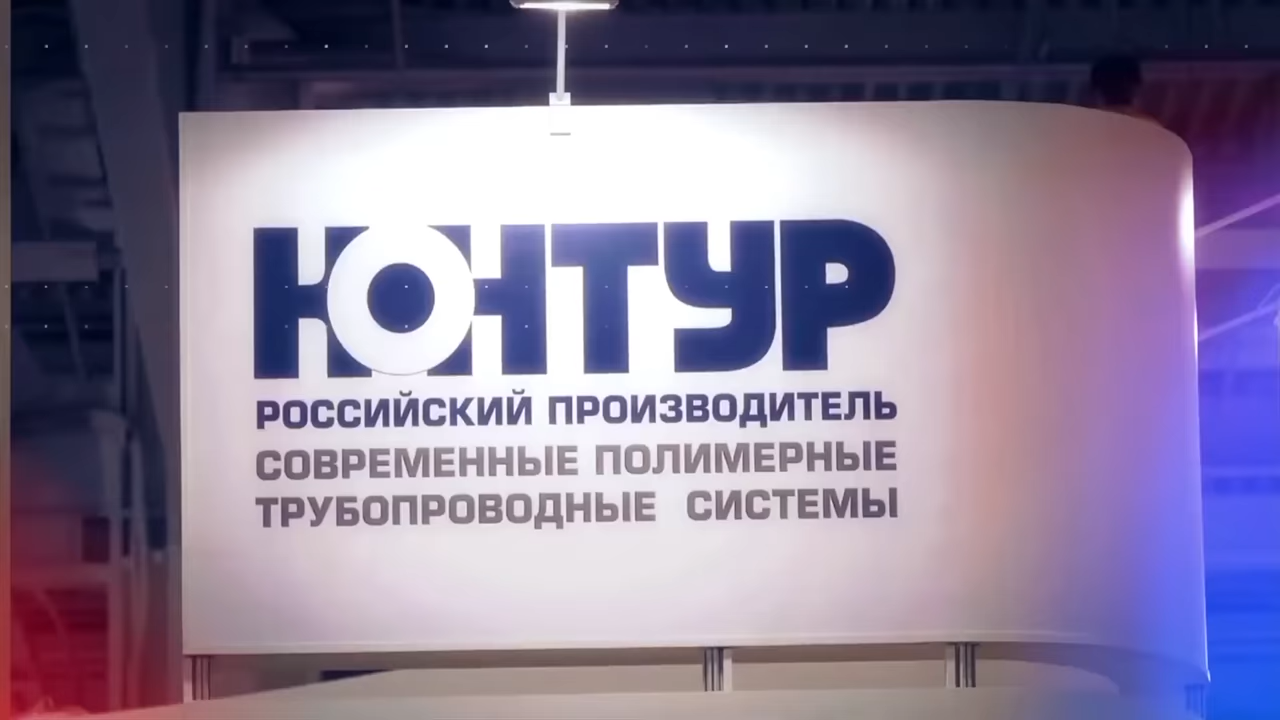 КОНТУР
РОССИЙСКИЙ ПРОИЗВОДИТЕЛЬ
СОВРЕМЕННЫЕ ПОЛИМЕРНЫЕ
ТРУБОПРОВОДНЫЕ СИСТЕМЫ